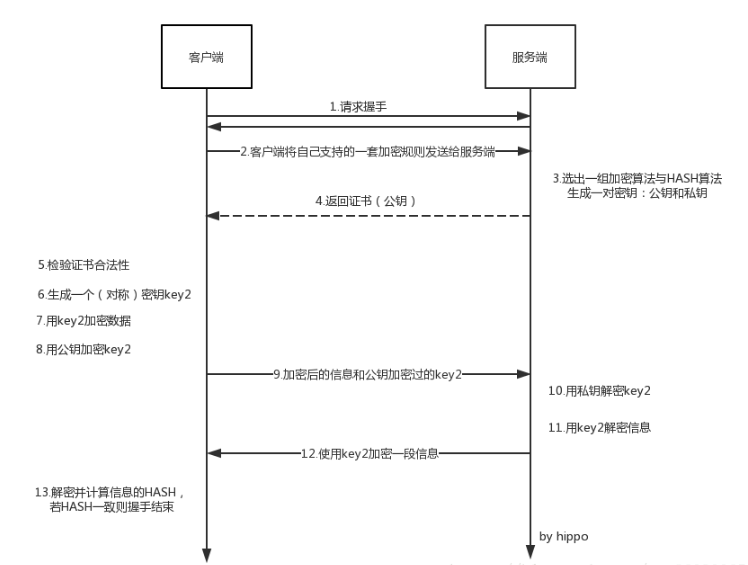 客户端
服务端
1.请求握手
2.客户端将自己支持的一套加密规则发送给服务端
3.选出一组加密算法与HASH算法
生成一对密钥：公钥和私钥
4.返回证书（公钥）
5.检验证书合法性
6.生成一个（对称）密钥key2
7.用key2加密数据
8.用公钥加密key2
9.加密后的信息和公钥加密过的key2
10.用私钥解密key2
11.用key2解密信息
12.使用key2加密一段信息
13.解密并计算信息的HASH，
若HASH一致则握手结束
by hippo